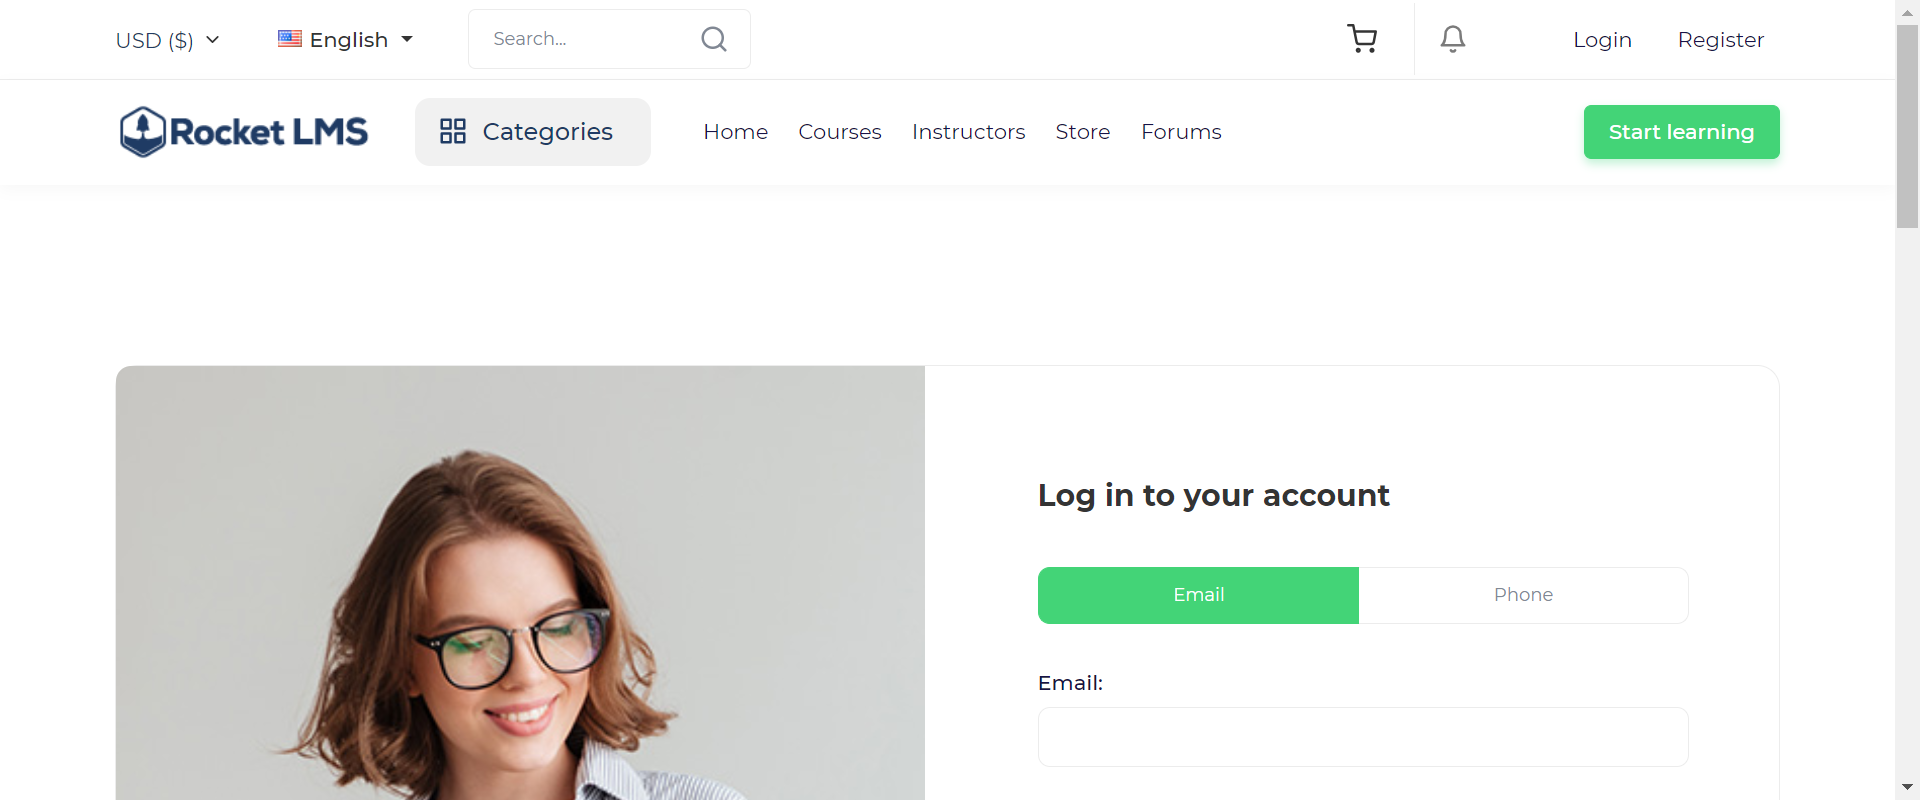 USD ($) English Search... Login Register
Rocket LMS Categories Home Courses Instructors Store Forums Start learning
Log in to your account
Email Phone
Email: